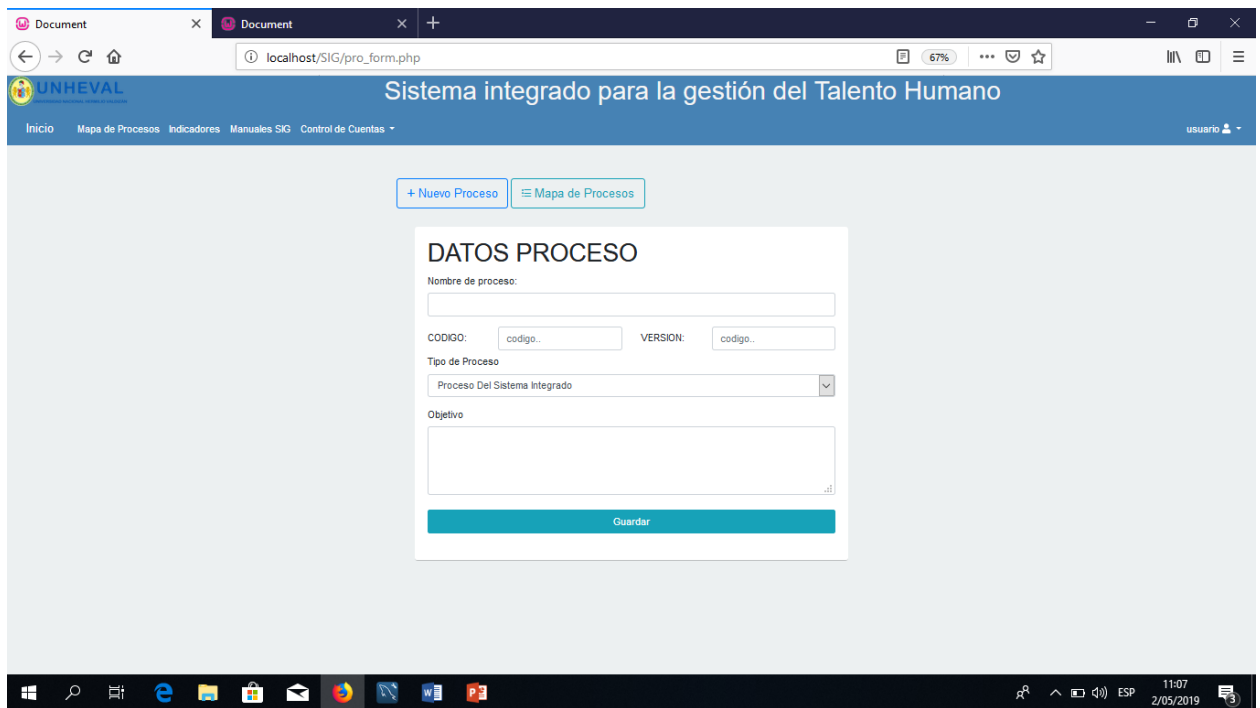 Document
Document
localhost/SIG/pro_form.php
67%
UNHEVAL
Sistema integrado para la gestión del Talento Humano
Inicio Mapa de Procesos Indicadores Manuales SIG Control de Cuentas
usuario
+ Nuevo Proceso
Mapa de Procesos
DATOS PROCESO
Nombre de proceso:
CODIGO: codigo.. VERSION: codigo..
Tipo de Proceso
Proceso Del Sistema Integrado
Objetivo
Guardar
ESP
11:07
2/05/2019
3